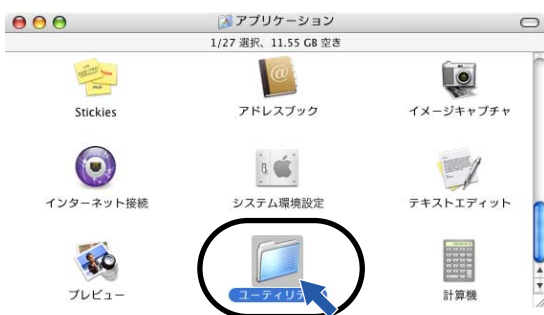 アプリケーション
1/27 選択、11.55 GB 空き
Stickies
アドレスブック
イメージキャプチャ
インターネット接続
システム環境設定
テキストエディット
プレビュー
ユーティリテ
計算機